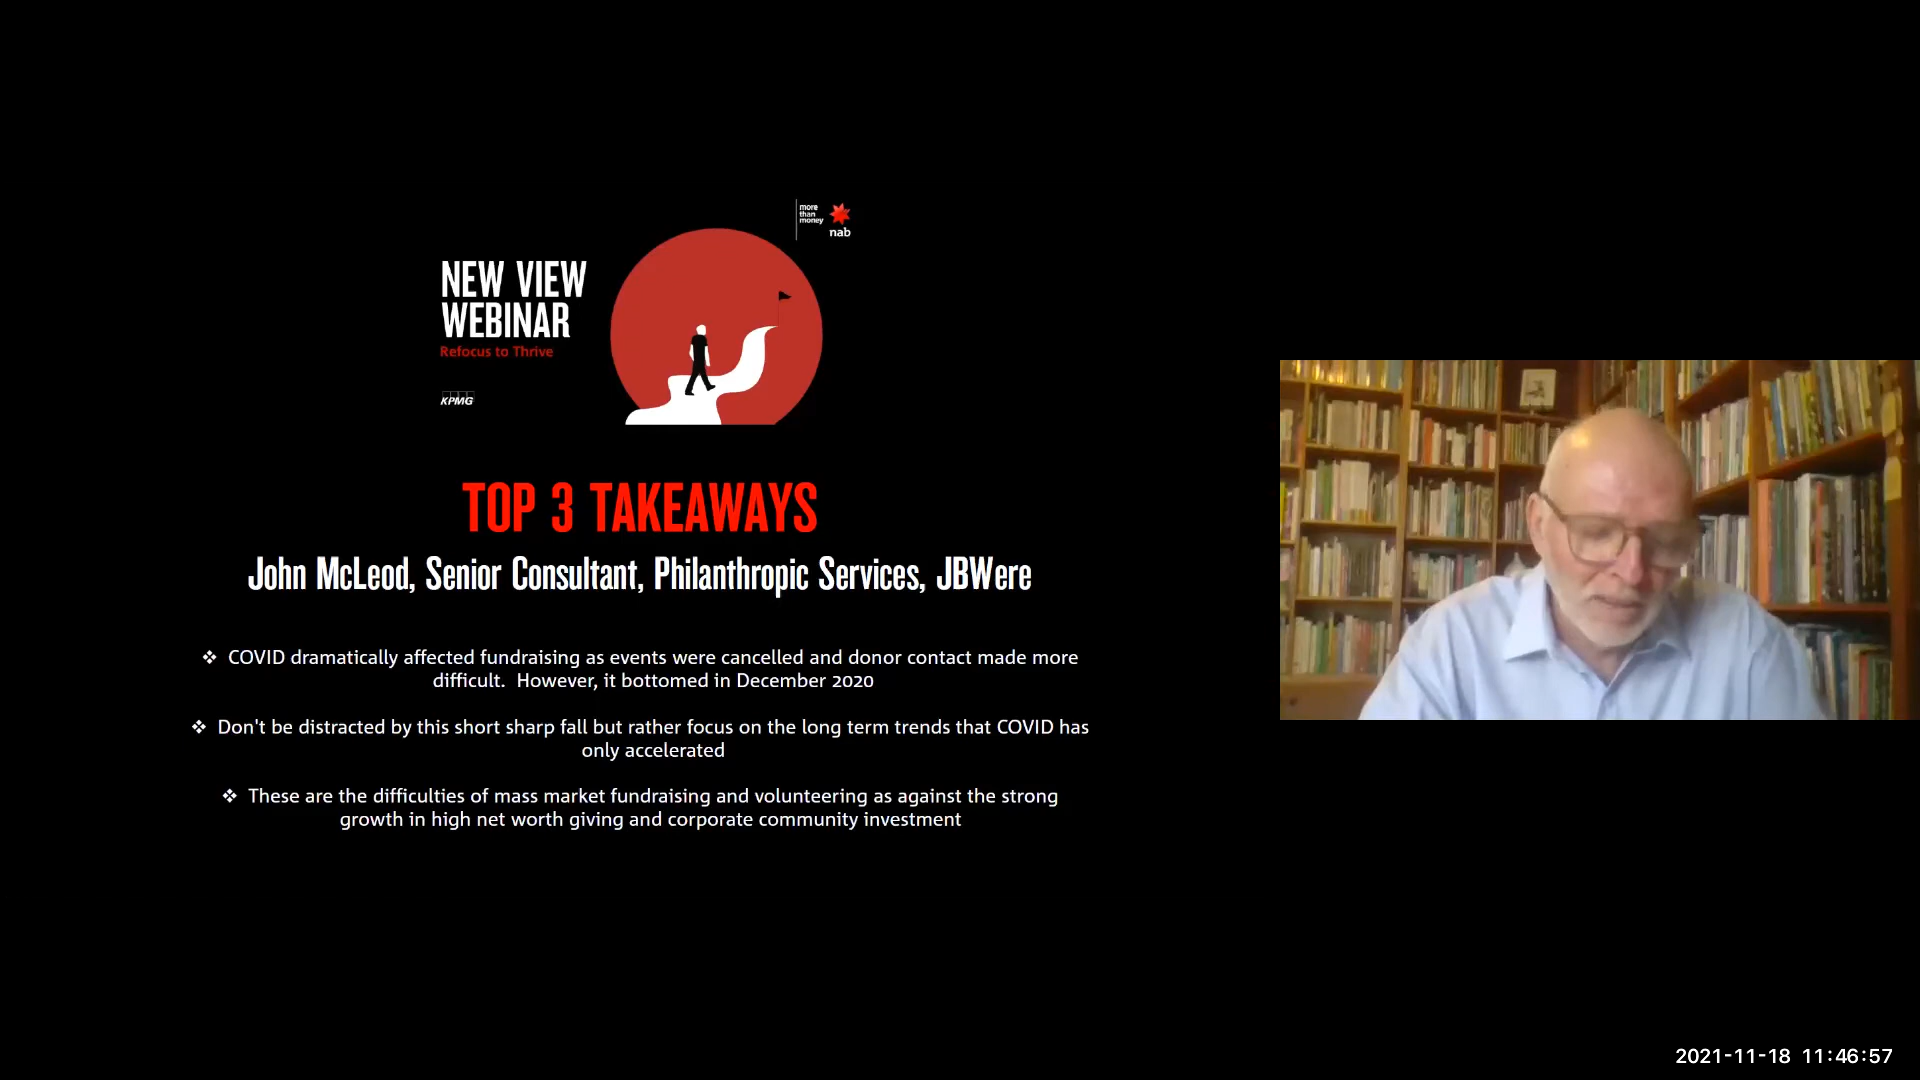 more
than
money
nab
NEW VIEW
WEBINAR
Refocus to Thrive
KPMG
TOP 3 TAKEAWAYS
John McLeod, Senior Consultant, Philanthropic Services, JBWere
❖ COVID dramatically affected fundraising as events were cancelled and donor contact made more
difficult.  However, it bottomed in December 2020
❖ Don't be distracted by this short sharp fall but rather focus on the long term trends that COVID has
only accelerated
❖ These are the difficulties of mass market fundraising and volunteering as against the strong
growth in high net worth giving and corporate community investment
2021-11-18 11:46:57